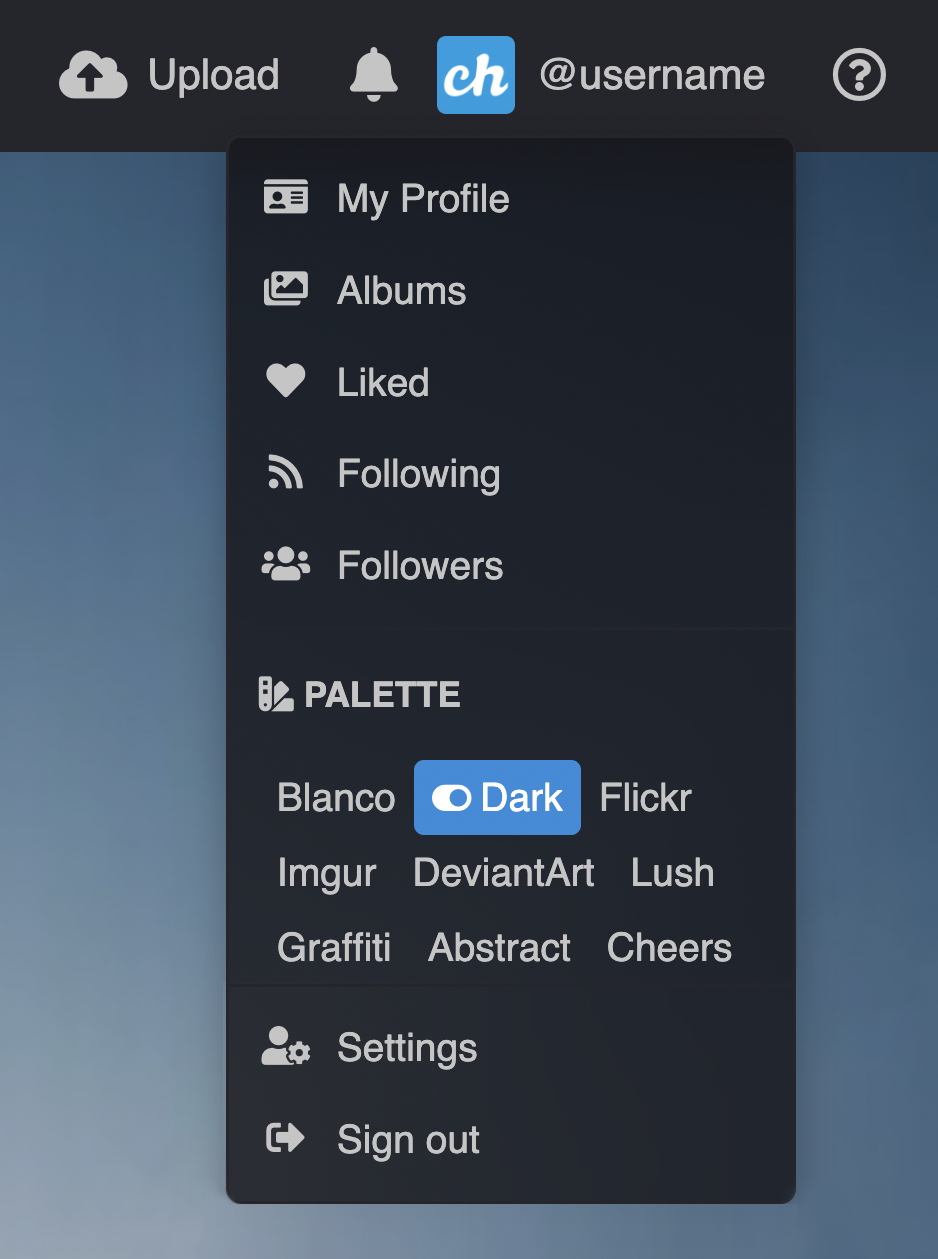 Upload ch @username ?
My Profile
Albums
Liked
Following
Followers
PALETTE
Blanco Dark Flickr
Imgur DeviantArt Lush
Graffiti Abstract Cheers
Settings
Sign out